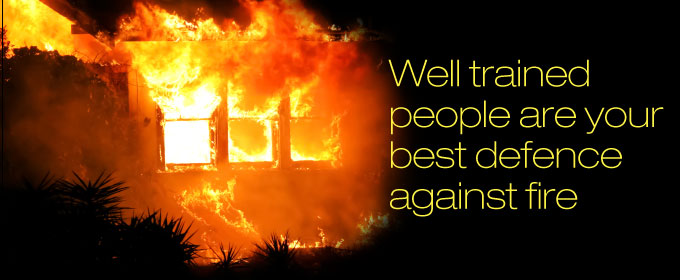 Well trained
people are your
best defence
against fire